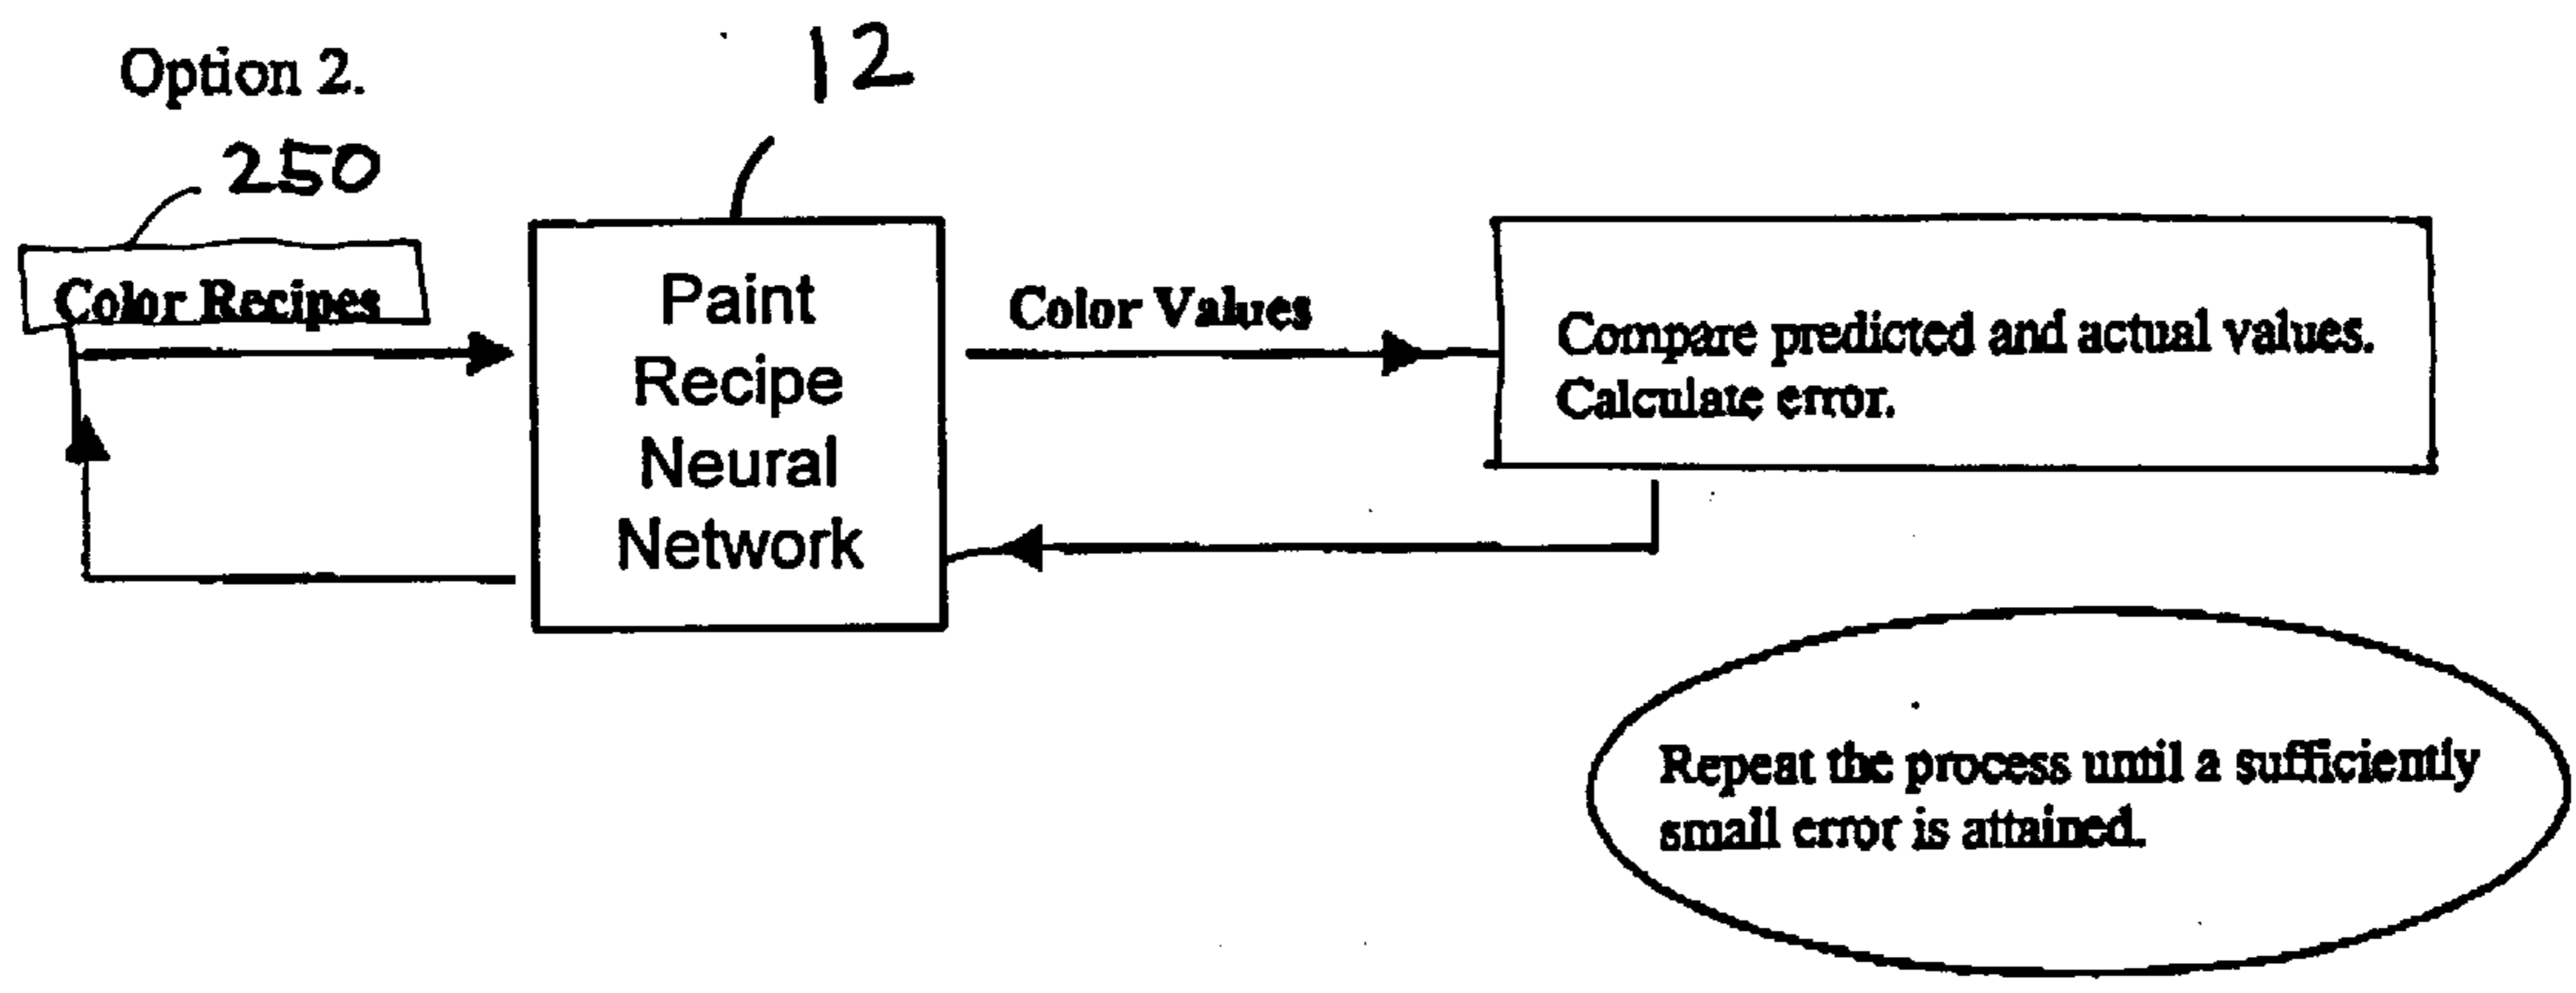 Option 2.
12
250
Color Recipes
Paint
Recipe
Neural
Network
Color Values
Compare predicted and actual values.
Calculate error.
Repeat the process until a sufficiently
small error is attained.